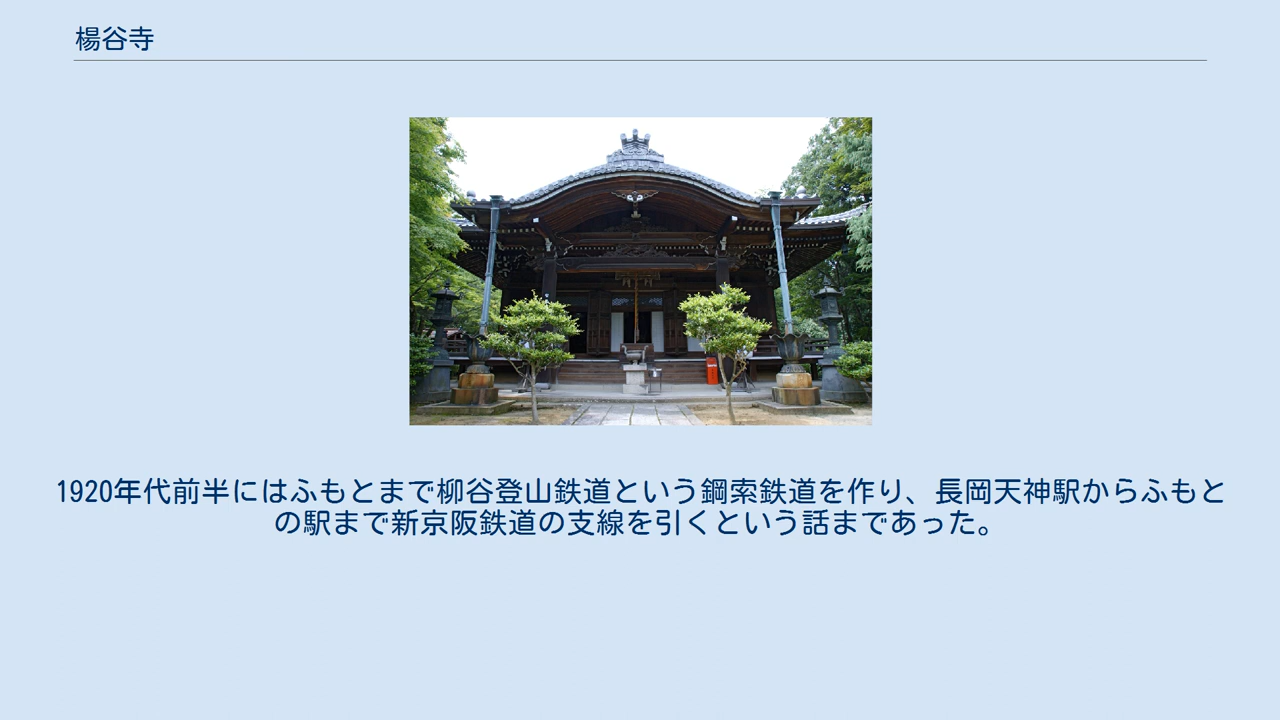 楊谷寺
1920年代前半にはふもとまで柳谷登山鉄道という鋼索鉄道を作り、長岡天神駅からふもと
の駅まで新京阪鉄道の支線を引くという話まであった。